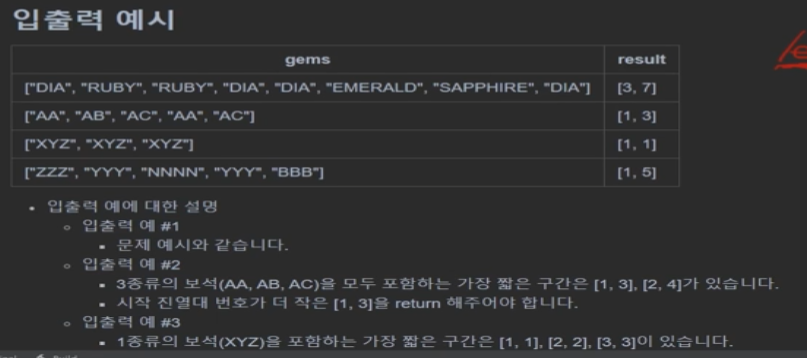 입출력 예시
gems result
["DIA", "RUBY", "RUBY", "DIA", "DIA", "EMERALD", "SAPPHIRE", "DIA"] [3, 7]
["AA", "AB", "AC", "AA", "AC"] [1, 3]
["XYZ", "XYZ", "XYZ"] [1, 1]
["ZZZ", "YYY", "NNNN", "YYY", "BBB"] [1, 5]
• 입출력 예에 대한 설명
◦ 입출력 예 #1
▪ 문제 예시와 같습니다.
◦ 입출력 예 #2
▪ 3종류의 보석(AA, AB, AC)을 모두 포함하는 가장 짧은 구간은 [1, 3], [2, 4]가 있습니다.
▪ 시작 진열대 번호가 더 작은 [1, 3]을 return 해주어야 합니다.
◦ 입출력 예 #3
▪ 1종류의 보석(XYZ)을 포함하는 가장 짧은 구간은 [1, 1], [2, 2], [3, 3]이 있습니다.